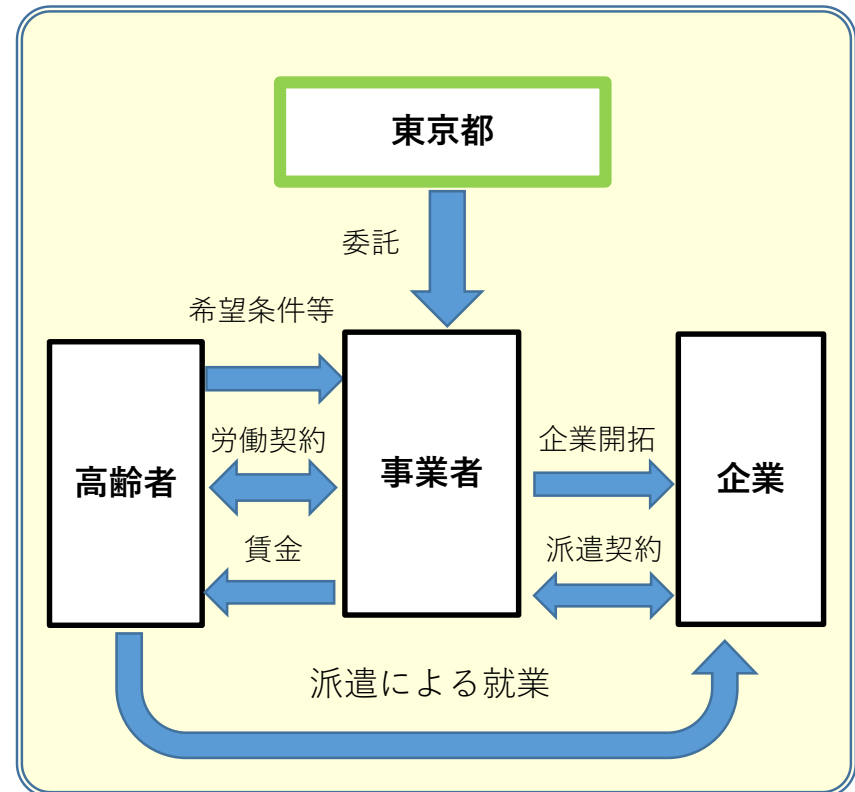 東京都
委託
希望条件等
高齢者
労働契約
賃金
事業者
企業開拓
派遣契約
企業
派遣による就業